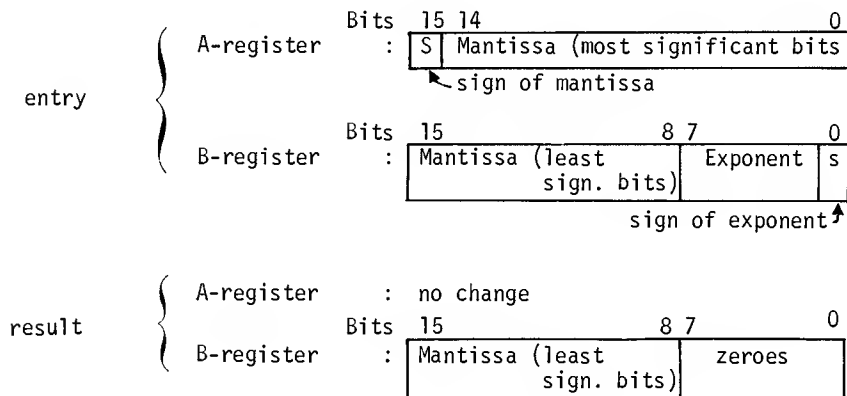 Bits 15 14 0
A-register : S Mantissa (most significant bits
sign of mantissa
entry
Bits 15 8 7 0
B-register : Mantissa (least Exponent s
sign. bits)
sign of exponent
A-register : no change
result
Bits 15 8 7 0
B-register : Mantissa (least zeroes
sign. bits)